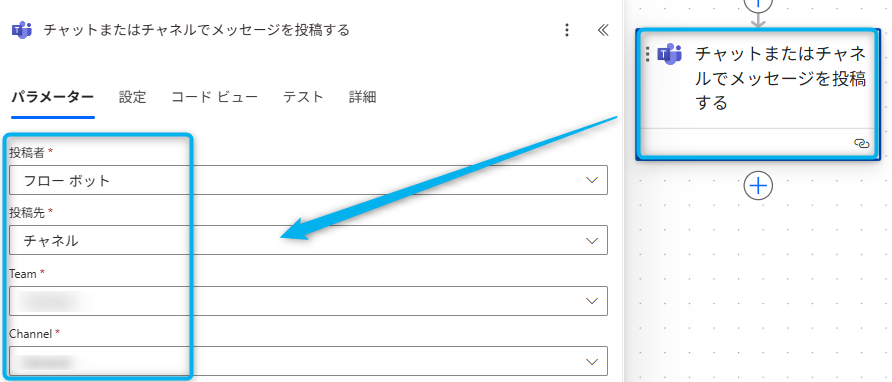 チャットまたはチャネルでメッセージを投稿する
パラメーター 設定 コード ビュー テスト 詳細
投稿者 *
フロー ボット
投稿先 *
チャネル
Team *
Channel *
チャットまたはチャネ
ルでメッセージを投稿
する